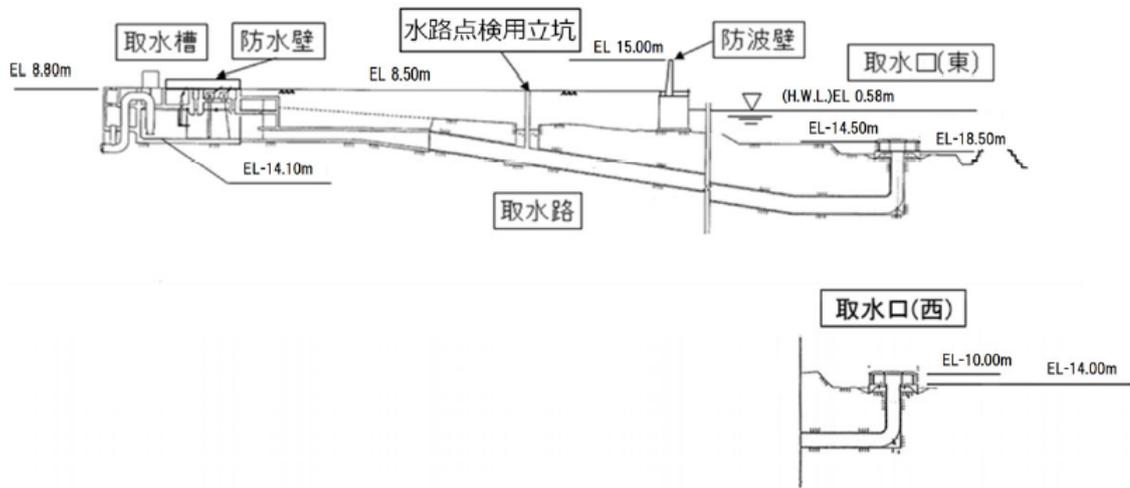 水路点検用立坑
取水槽
防水壁
EL 15.00m
防波壁
EL 8.80m
EL 8.50m
取水口(東)
(H.W.L.)EL 0.58m
EL-14.50m
EL-18.50m
EL-14.10m
取水路
取水口(西)
EL-10.00m
EL-14.00m